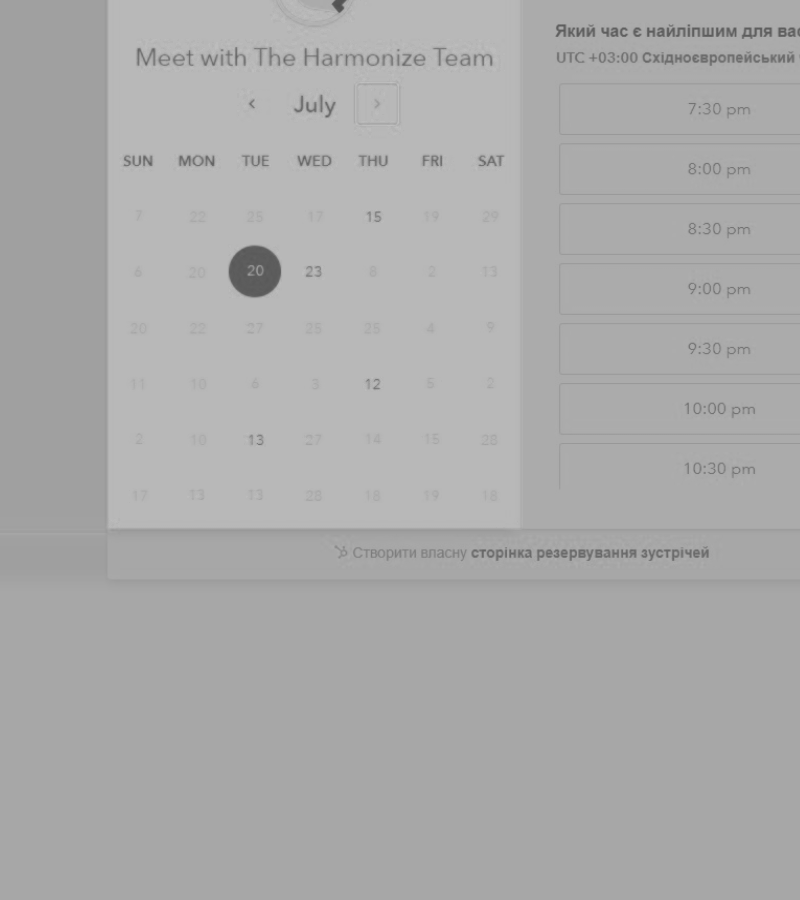 Meet with The Harmonize Team
July
SUN MON TUE WED THU FRI SAT
7 22 25 17 15 19 29
6 20 20 23 8 2 13
20 22 27 25 25 4 9
11 10 6 3 12 5 2
2 10 13 27 14 15 28
17 13 13 28 18 19 18
Який час є найліпшим для
UTC +03:00 Східноєвропейський
7:30 pm
8:00 pm
8:30 pm
9:00 pm
9:30 pm
10:00 pm
10:30 pm
Створити власну сторінка резервування зустрічей